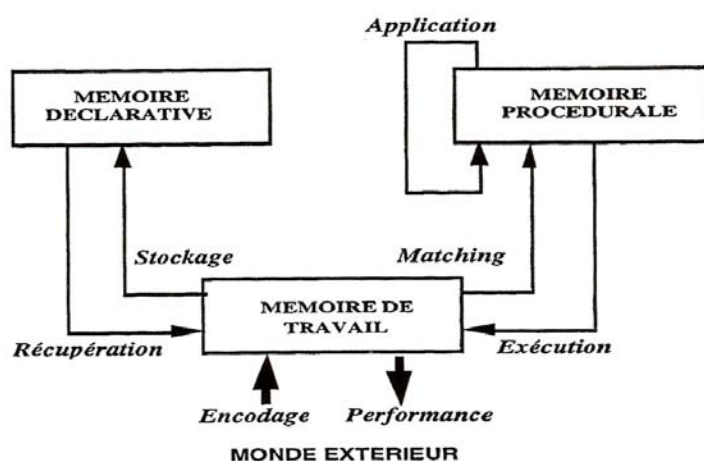 Application
MEMOIRE
DECLARATIVE
MEMOIRE
PROCEDURALE
Stockage
Matching
MEMOIRE DE
TRAVAIL
Récupération
Exécution
Encodage
Performance
MONDE EXTERIEUR